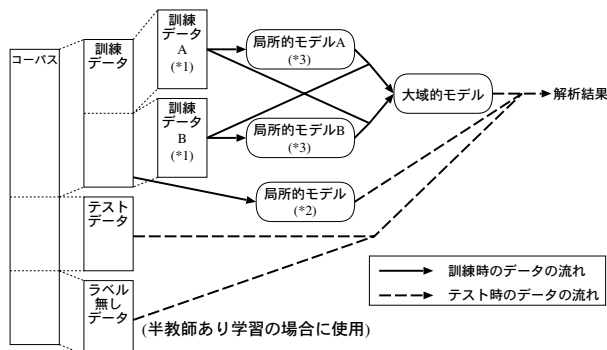 コーパス
訓練
データ
訓練
データ
A
(*1)
訓練
データ
B
(*1)
局所的モデルA
(*3)
局所的モデルB
(*3)
大域的モデル
解析結果
局所的モデル
(*2)
テスト
データ
ラベル
無し
データ
(半教師あり学習の場合に使用)
訓練時のデータの流れ
テスト時のデータの流れ